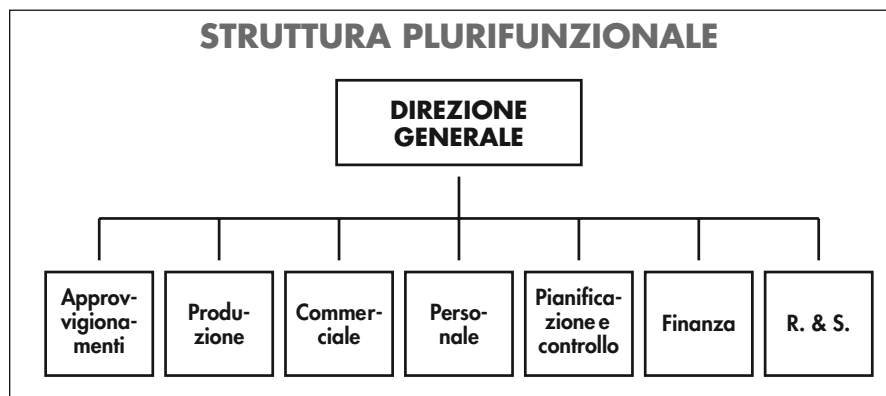 STRUTTURA PLURIFUNZIONALE
DIREZIONE
GENERALE
Approv-
vigiona-
menti
Produ-
zione
Commer-
ciale
Perso-
nale
Pianifica-
zione e
controllo
Finanza
R. & S.